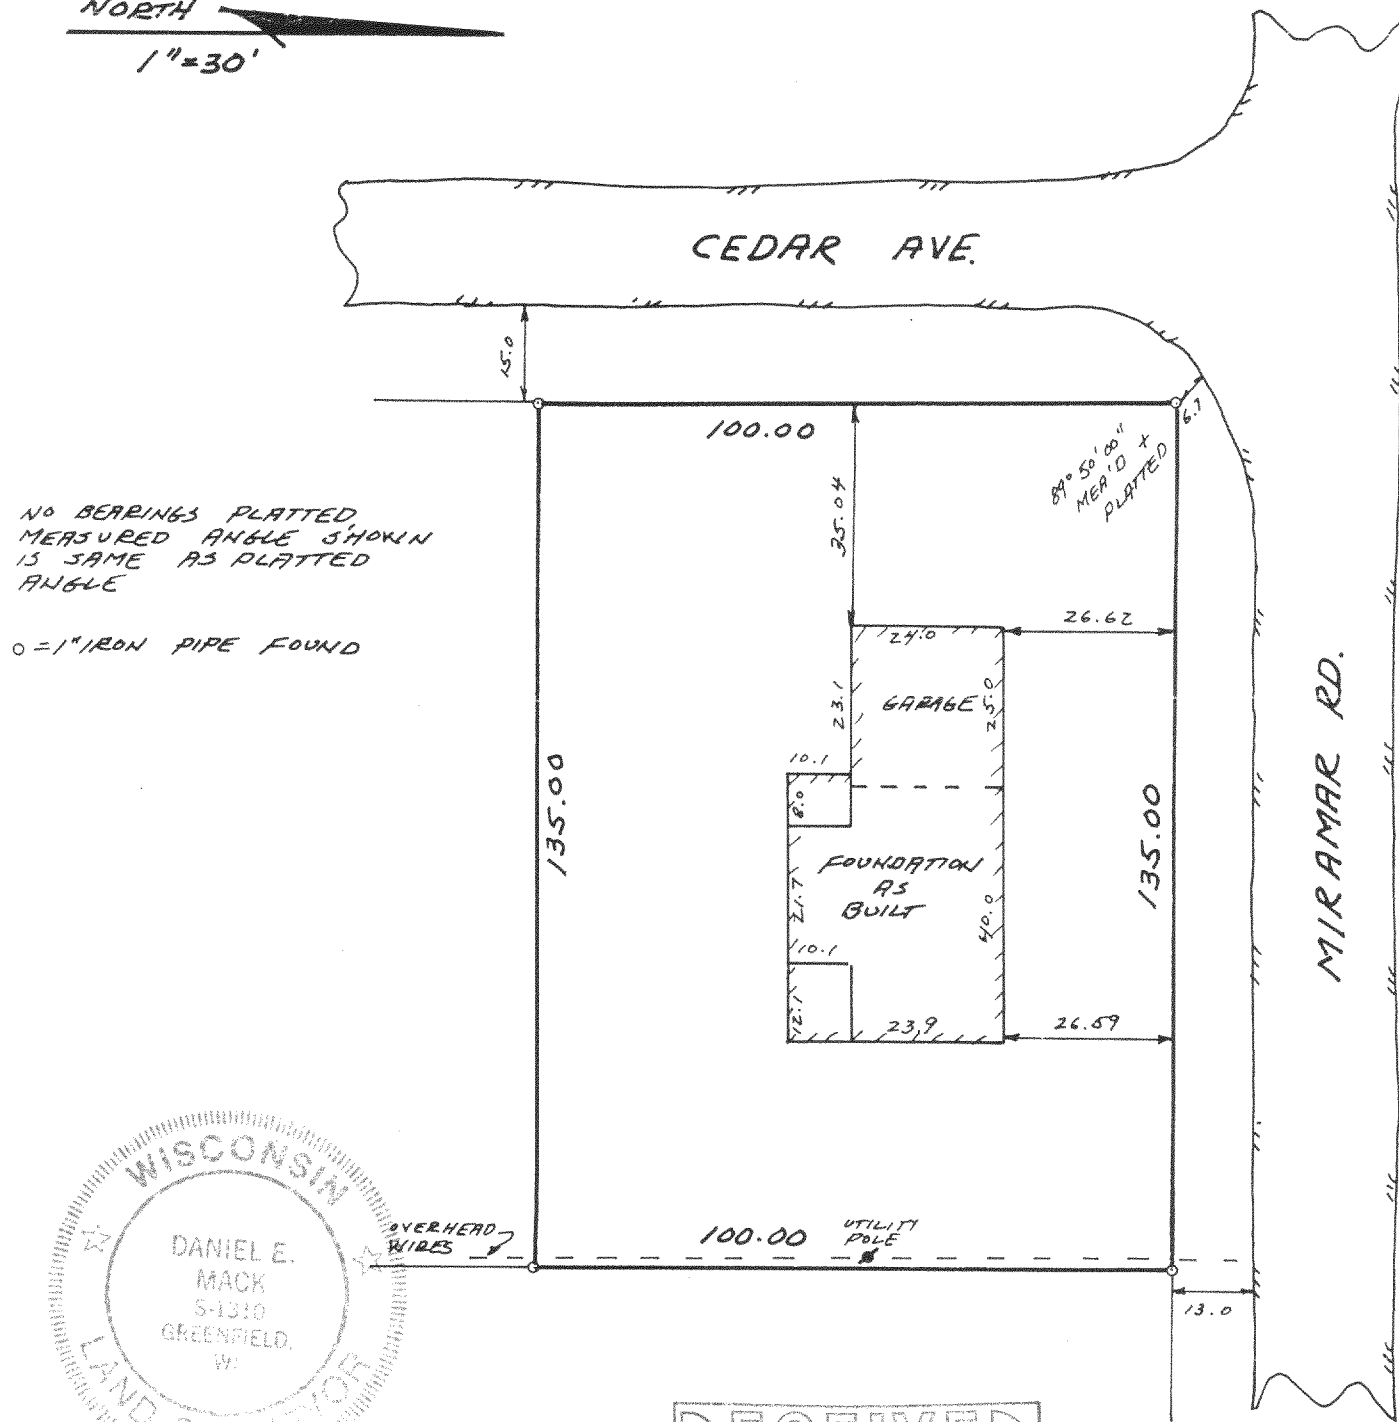 NORTH
1"=30'
CEDAR AVE.
15.0
100.00
6.7
89° 50' 00"
MEA'D &
PLATTED
35.04
NO BEARINGS PLATTED,
MEASURED ANGLE SHOWN
IS SAME AS PLATTED
ANGLE
o = 1" IRON PIPE FOUND
24.0
26.62
23.1
GARAGE
25.0
10.1
8.0
135.00
135.00
MIRAMAR RD.
FOUNDATION
AS
BUILT
21.7
40.0
10.1
12.1
23.9
26.59
OVERHEAD
WIRES
100.00
UTILITY
POLE
13.0
WISCONSIN
DANIEL E.
MACK
S-1310
GREENFIELD,
WI
LAND SURVEYOR
RECEIVED